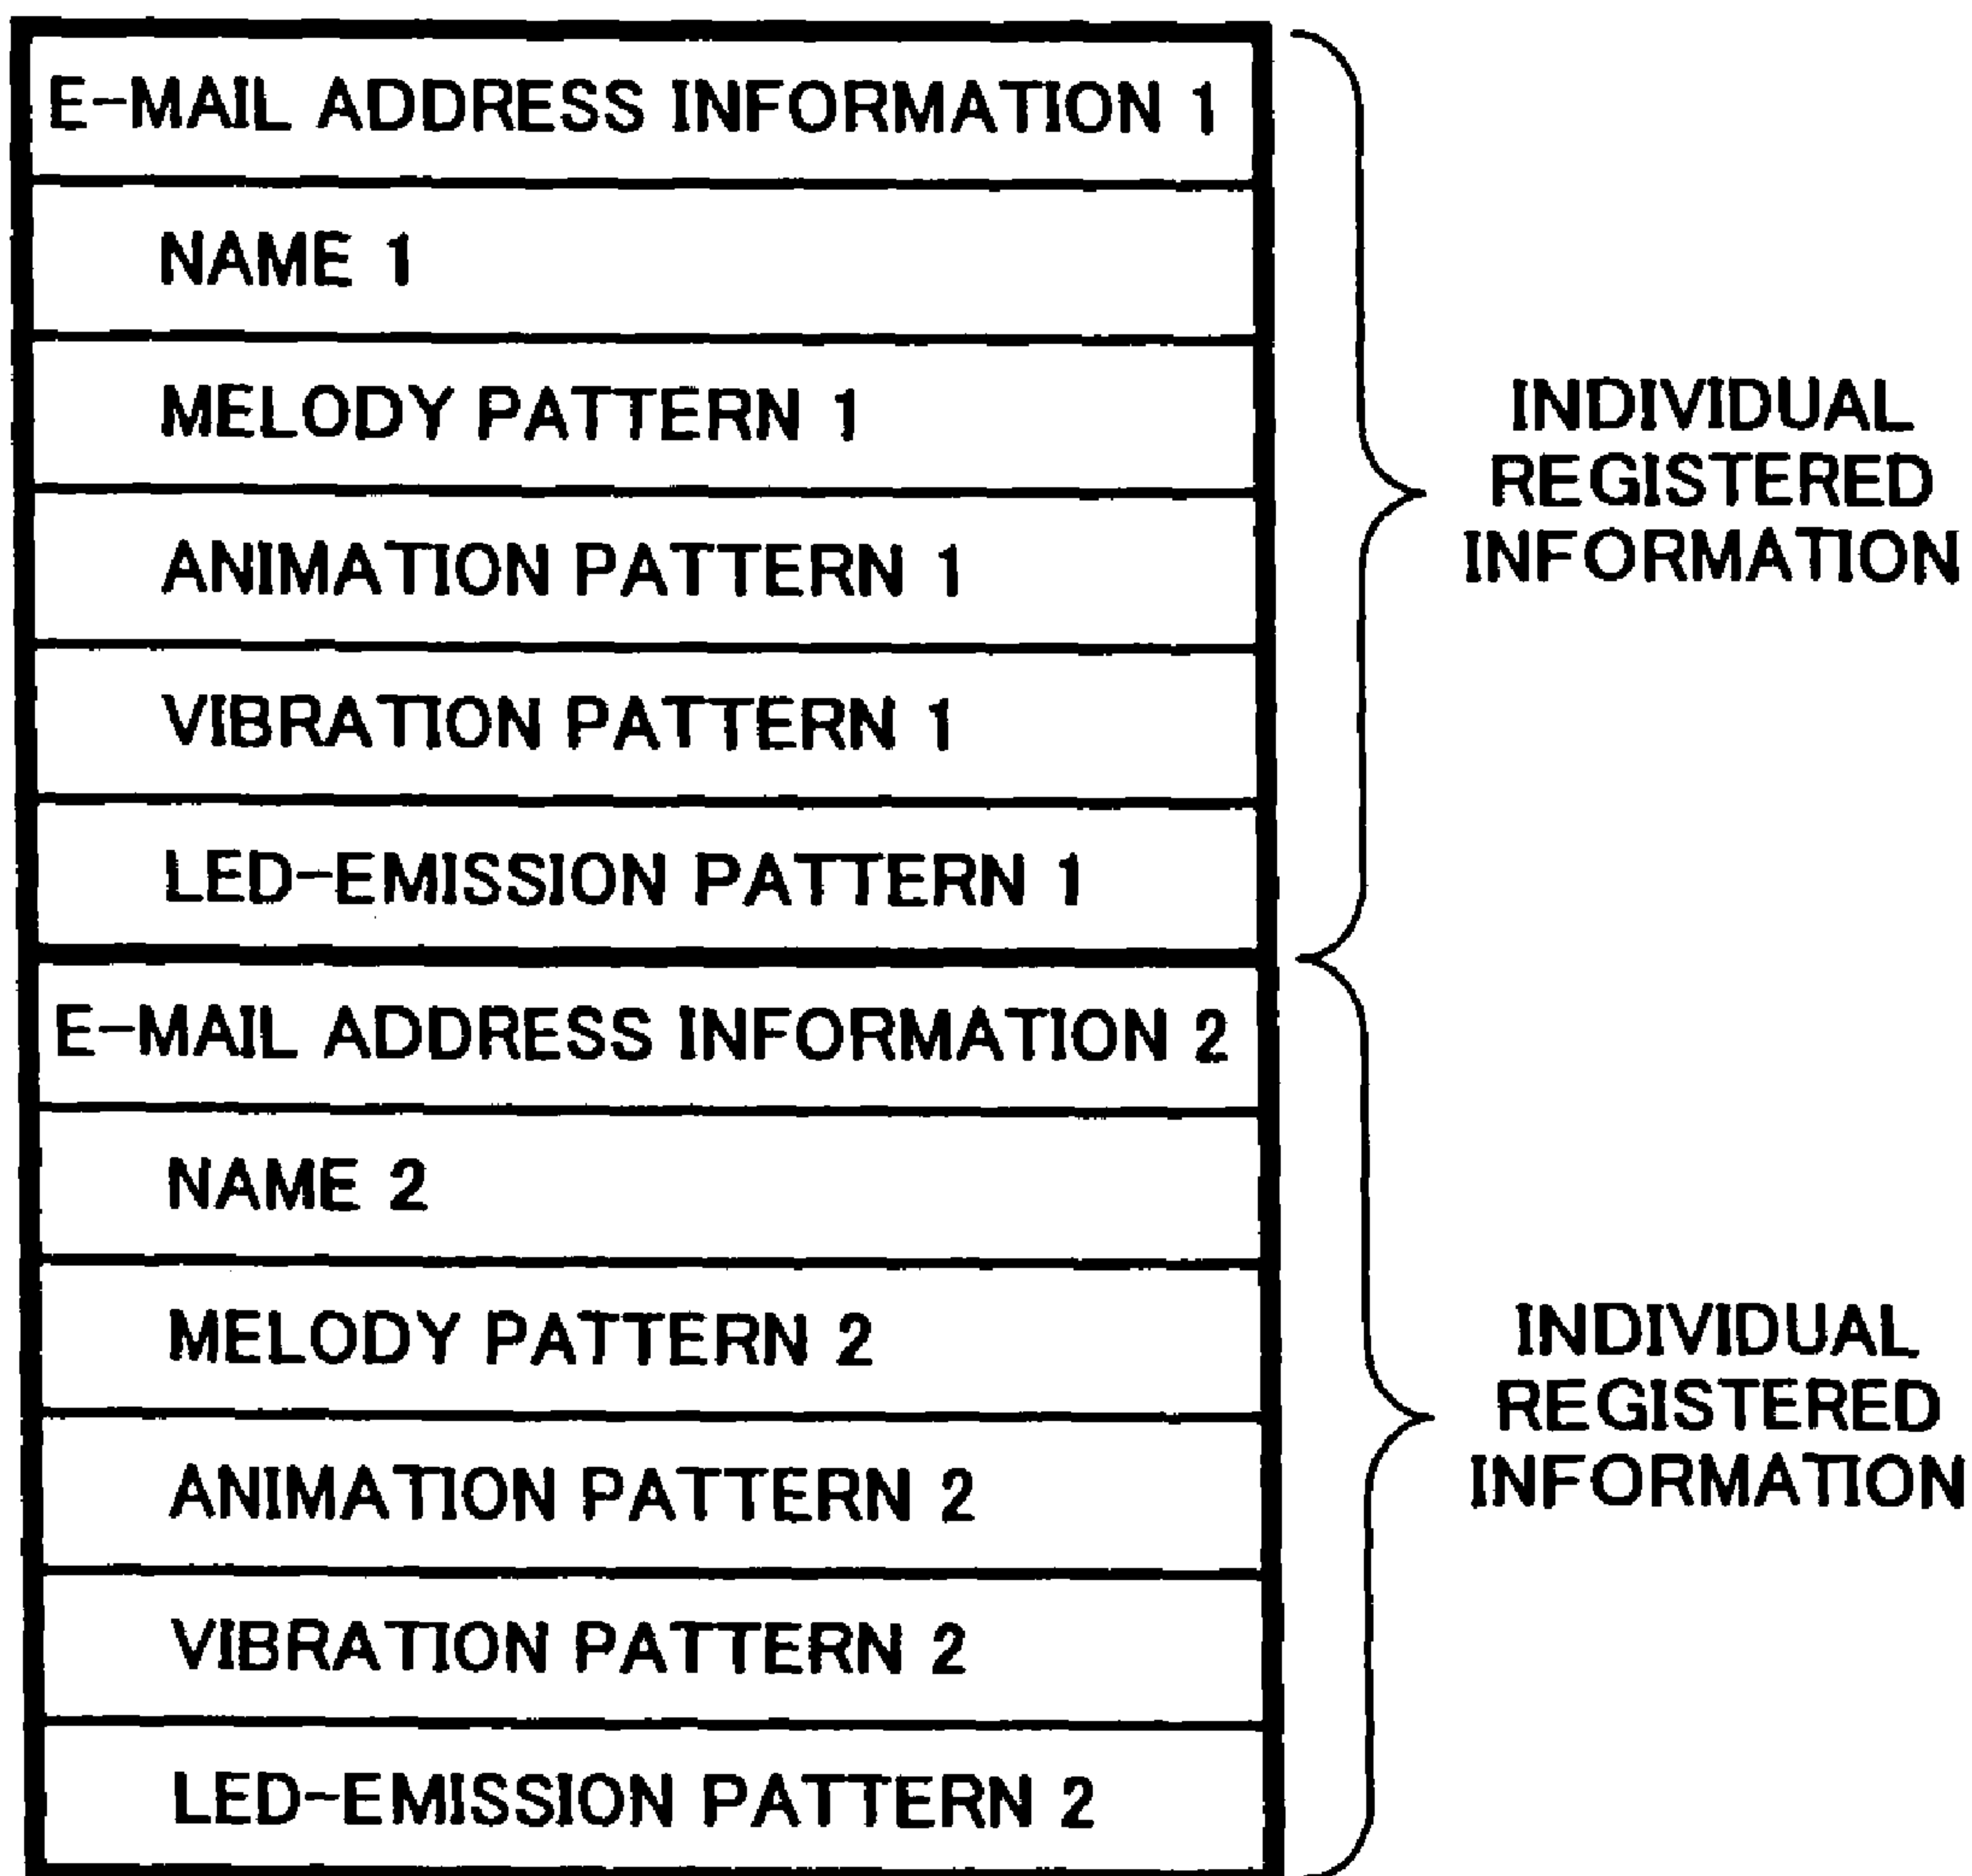 E-MAIL ADDRESS INFORMATION 1
NAME 1
MELODY PATTERN 1
ANIMATION PATTERN 1
VIBRATION PATTERN 1
LED-EMISSION PATTERN 1
INDIVIDUAL
REGISTERED
INFORMATION
E-MAIL ADDRESS INFORMATION 2
NAME 2
MELODY PATTERN 2
ANIMATION PATTERN 2
VIBRATION PATTERN 2
LED-EMISSION PATTERN 2
INDIVIDUAL
REGISTERED
INFORMATION